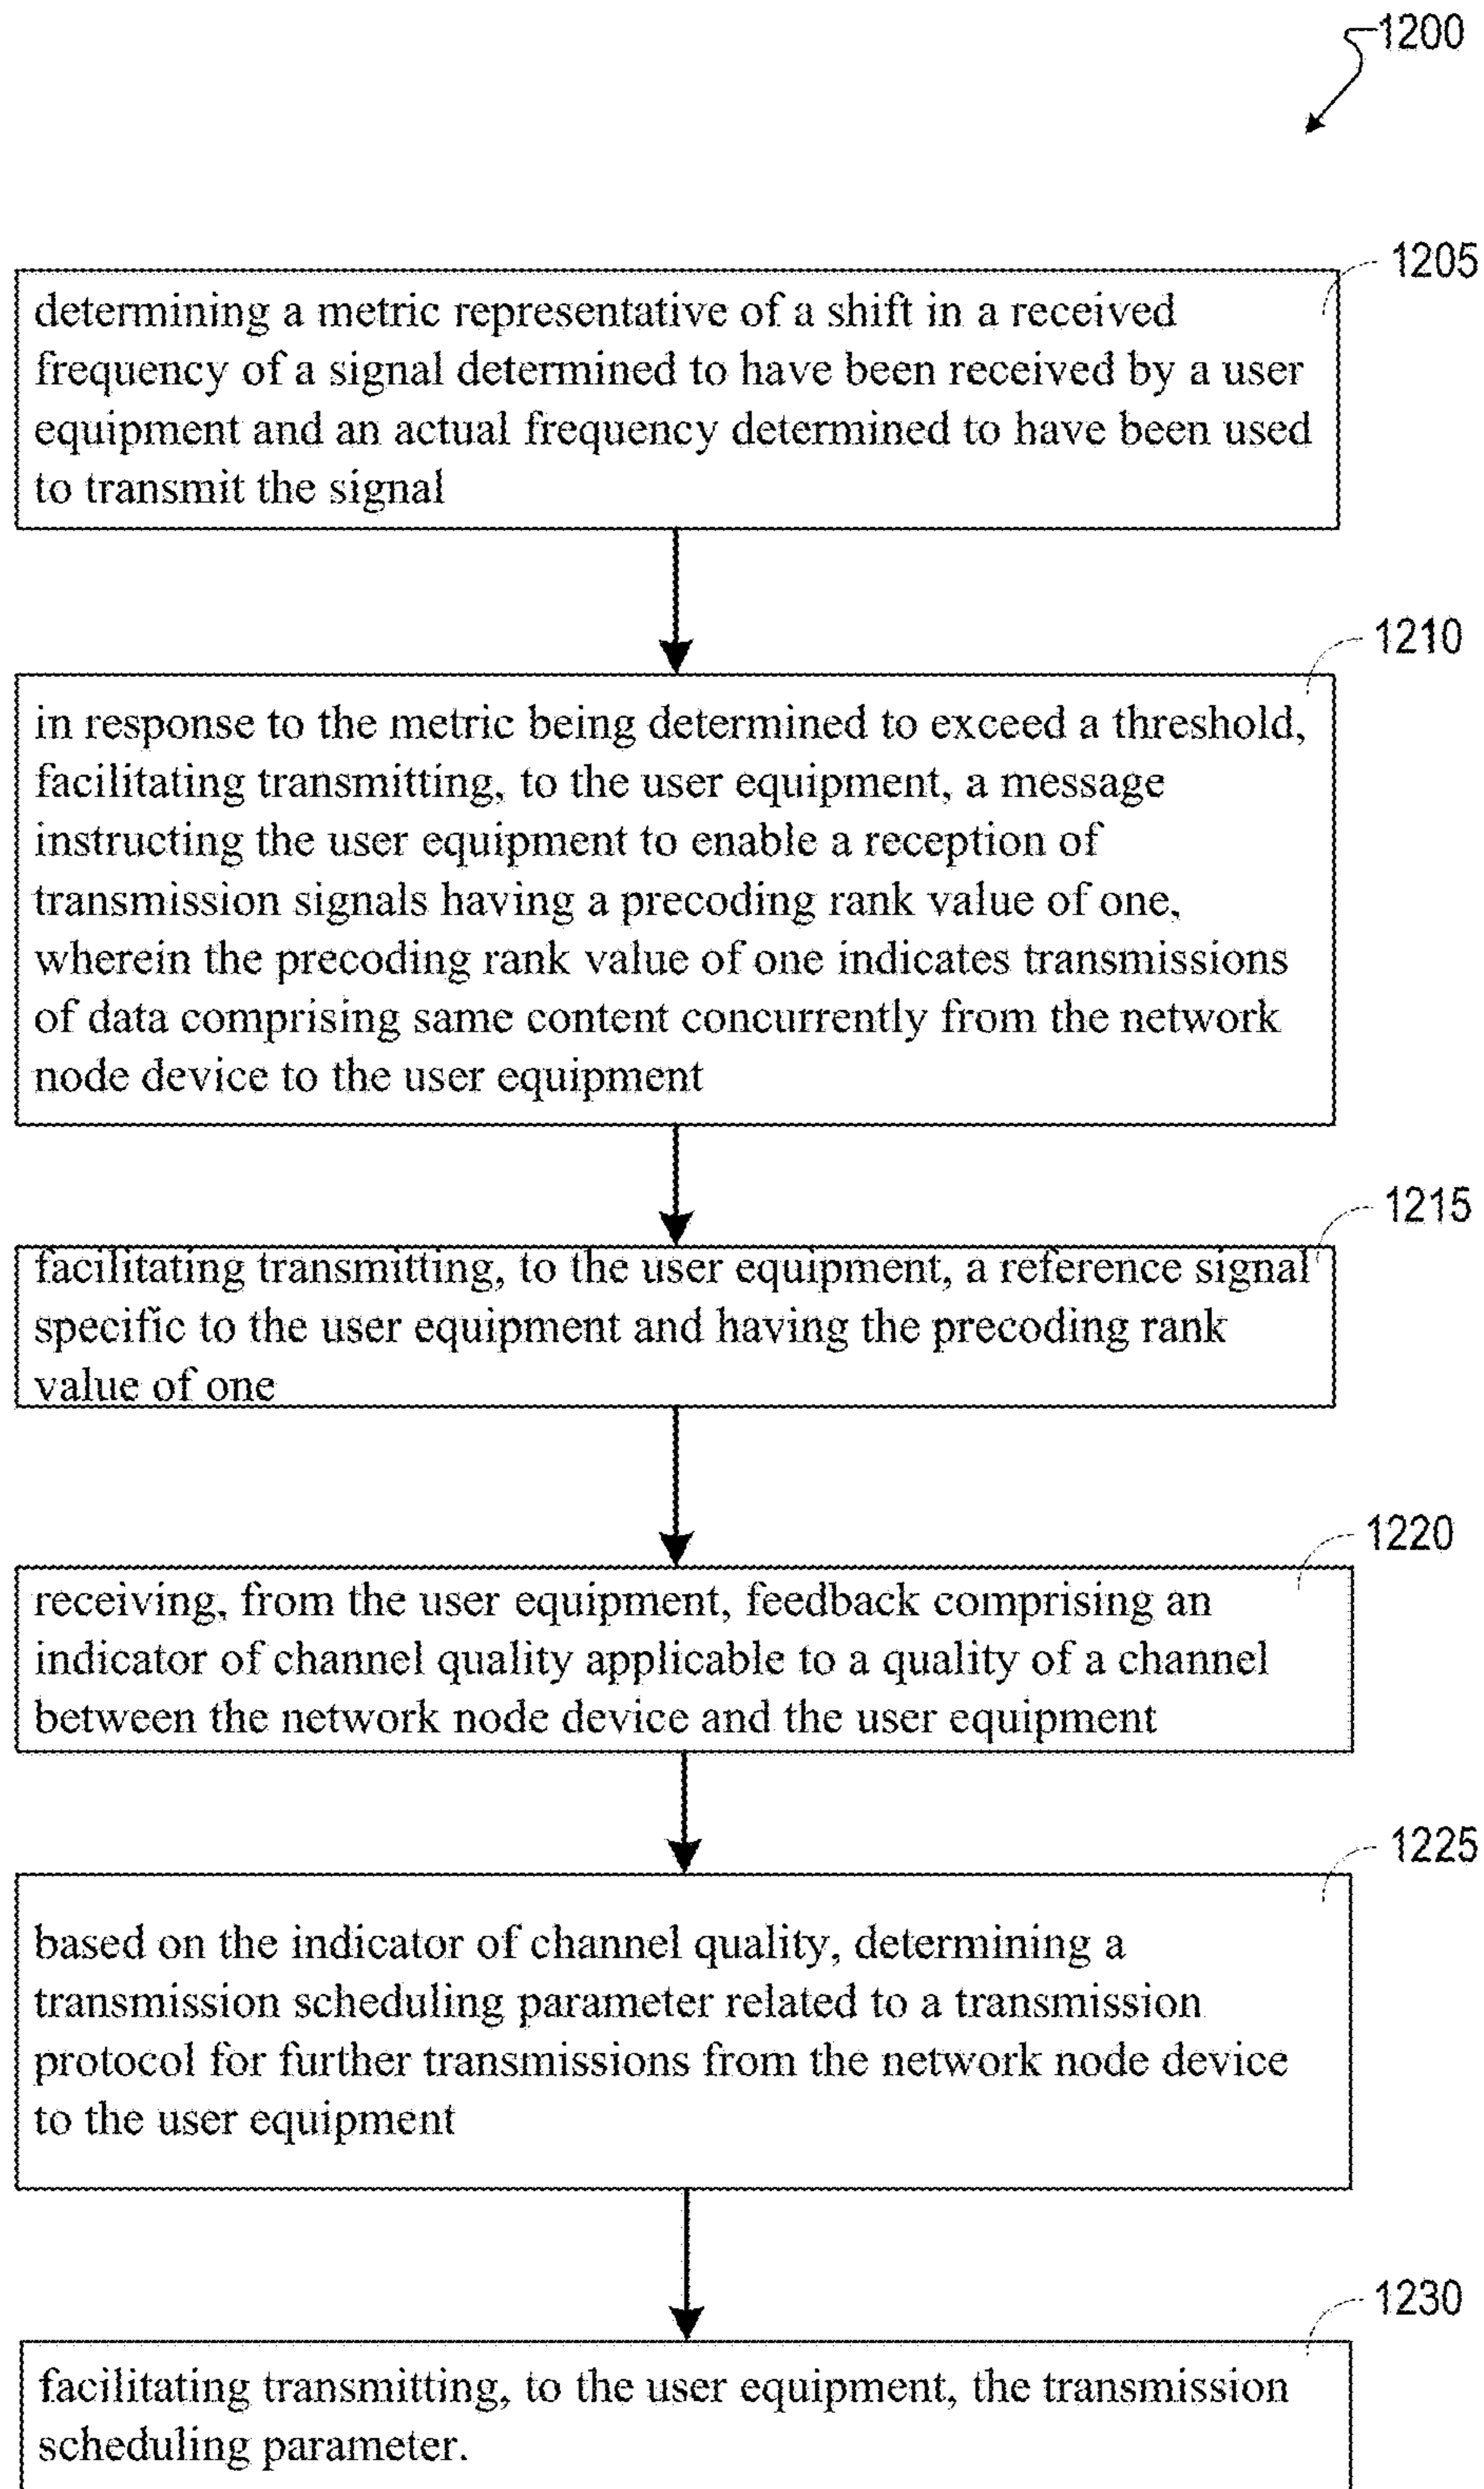 1200
1205
determining a metric representative of a shift in a received
frequency of a signal determined to have been received by a user
equipment and an actual frequency determined to have been used
to transmit the signal
1210
in response to the metric being determined to exceed a threshold,
facilitating transmitting, to the user equipment, a message
instructing the user equipment to enable a reception of
transmission signals having a precoding rank value of one,
wherein the precoding rank value of one indicates transmissions
of data comprising same content concurrently from the network
node device to the user equipment
1215
facilitating transmitting, to the user equipment, a reference signal
specific to the user equipment and having the precoding rank
value of one
1220
receiving, from the user equipment, feedback comprising an
indicator of channel quality applicable to a quality of a channel
between the network node device and the user equipment
1225
based on the indicator of channel quality, determining a
transmission scheduling parameter related to a transmission
protocol for further transmissions from the network node device
to the user equipment
1230
facilitating transmitting, to the user equipment, the transmission
scheduling parameter.